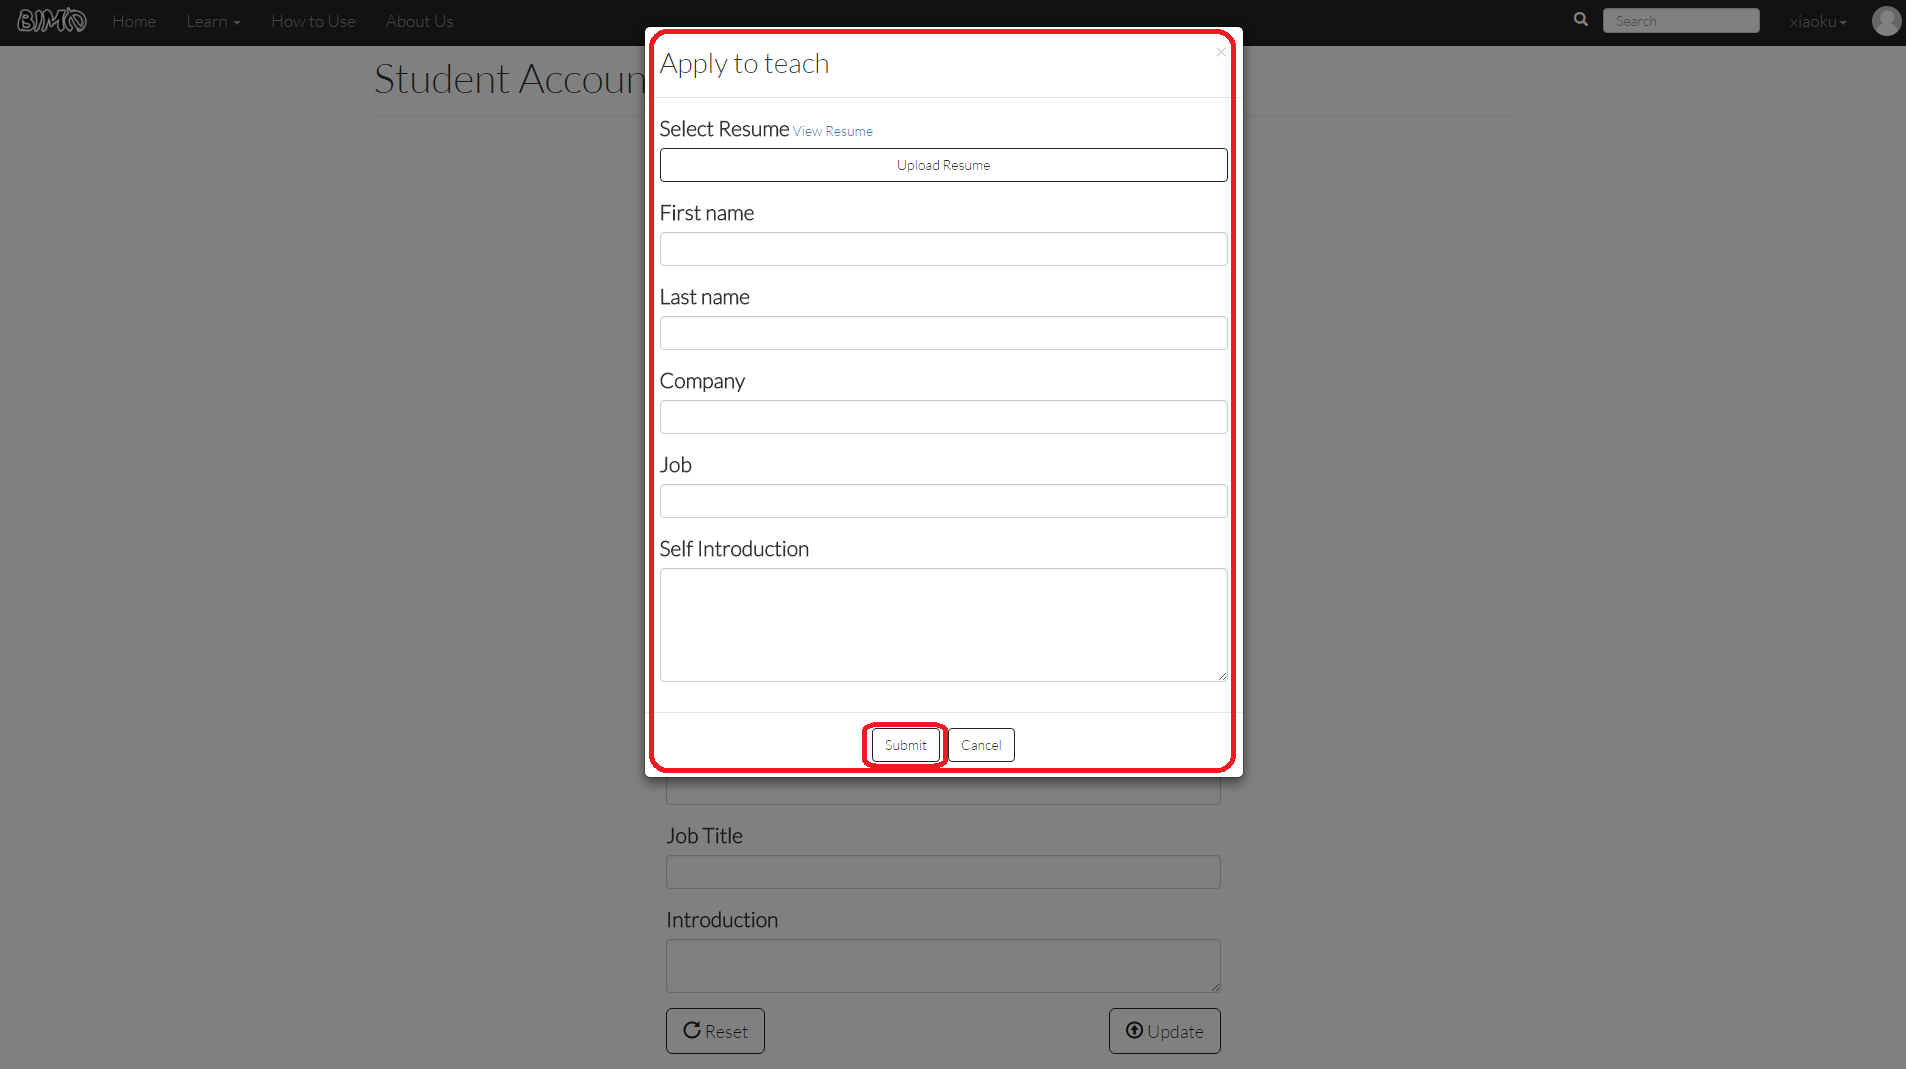 BIMO Home Learn How to Use About Us Search xiaoku
Student Accoun
Apply to teach ×
Select Resume View Resume
Upload Resume
First name
Last name
Company
Job
Self Introduction
Submit Cancel
Job Title
Introduction
Reset Update